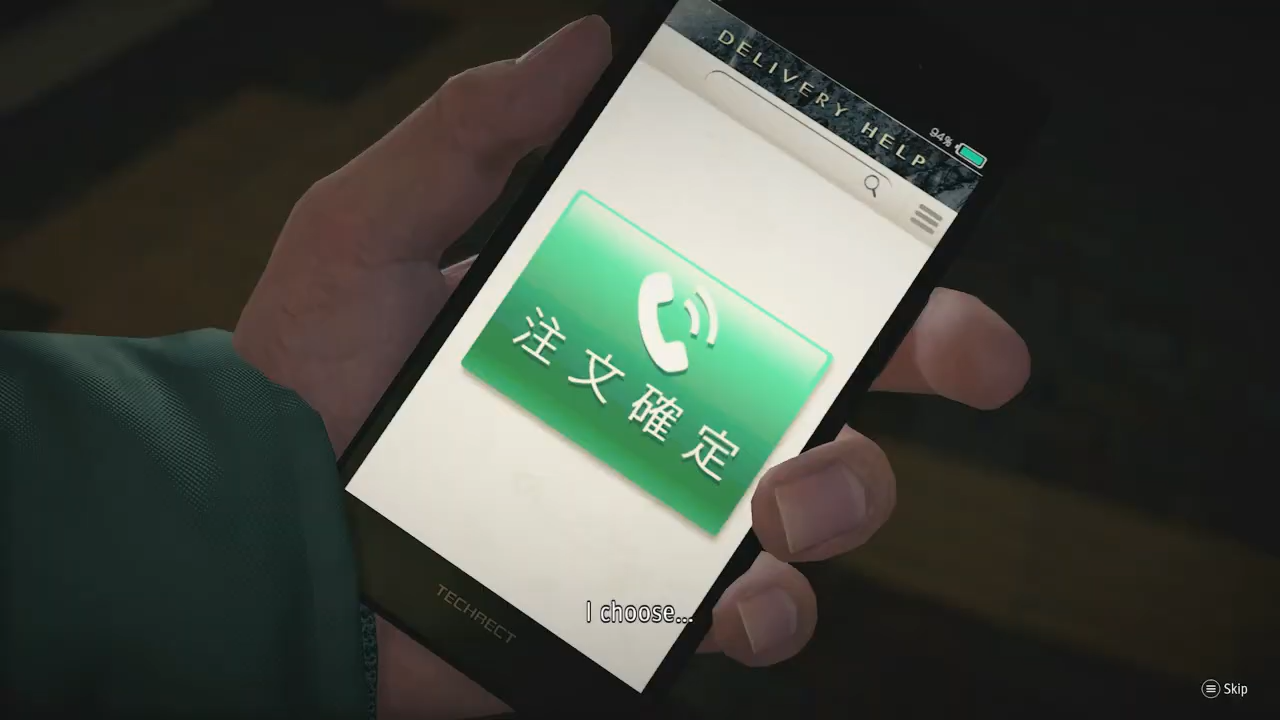 DELIVERY HELP
94%
注文確定
TECHRECT
I choose...
Skip